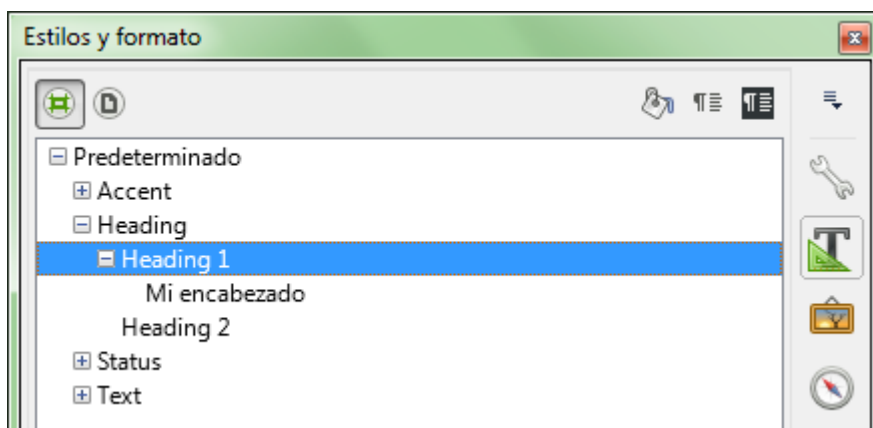 Estilos y formato
Predeterminado
Accent
Heading
Heading 1
Mi encabezado
Heading 2
Status
Text